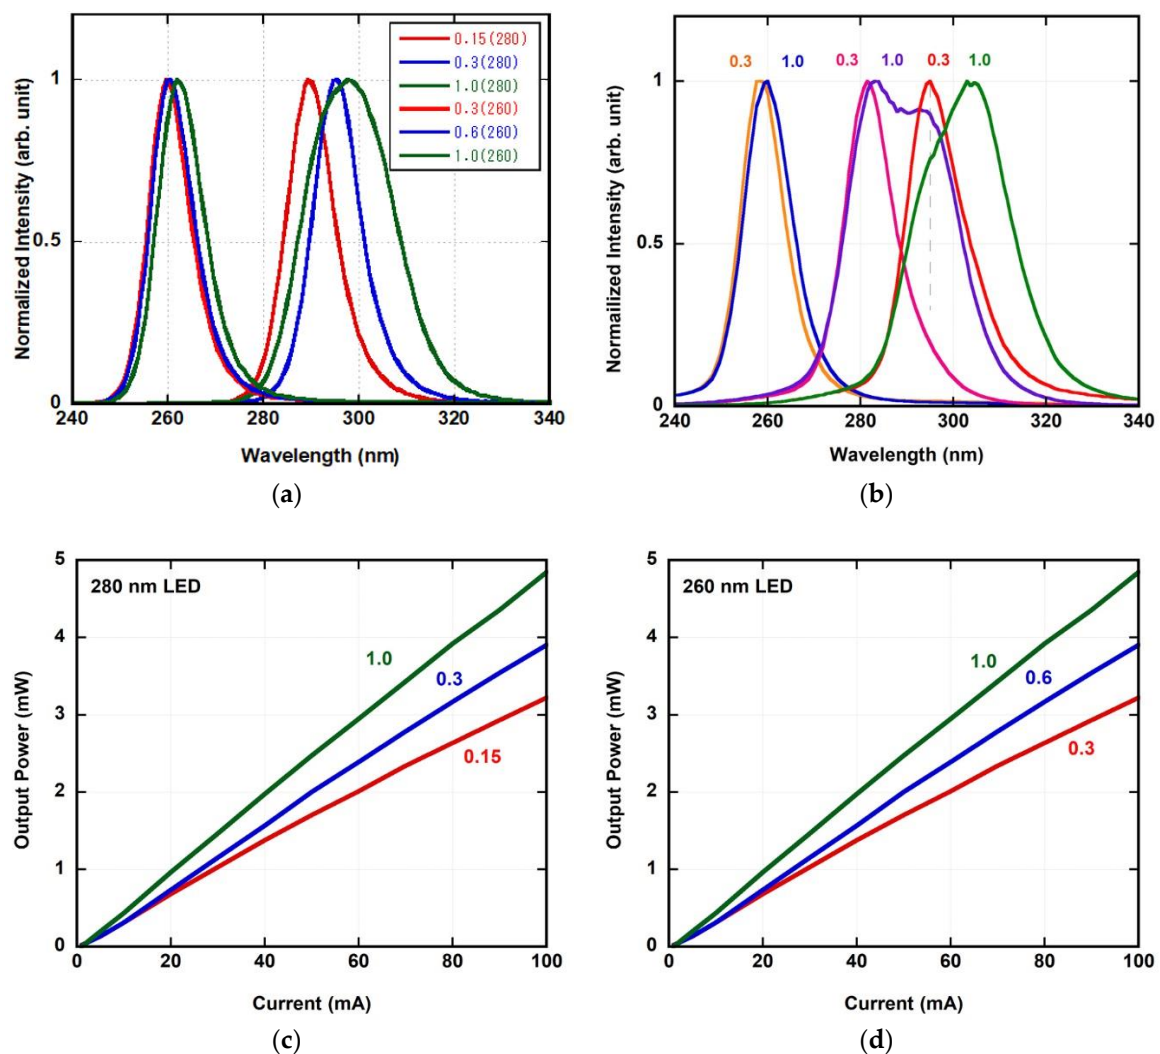 0.15(280)
0.3(280)
1.0(280)
0.3(260)
0.6(260)
1.0(260)
Normalized Intensity (arb. unit)
1
0.5
0
240 260 280 300 320 340
Wavelength (nm)
(a)
0.3 1.0 0.3 1.0 0.3 1.0
Normailized Intensity (arb. unit)
1
0.5
0
240 260 280 300 320 340
Wavelength (nm)
(b)
280 nm LED
Output Power (mW)
5
4
3
2
1
0
1.0
0.3
0.15
0 20 40 60 80 100
Current (mA)
(c)
260 nm LED
Output Power (mW)
5
4
3
2
1
0
1.0
0.6
0.3
0 20 40 60 80 100
Current (mA)
(d)